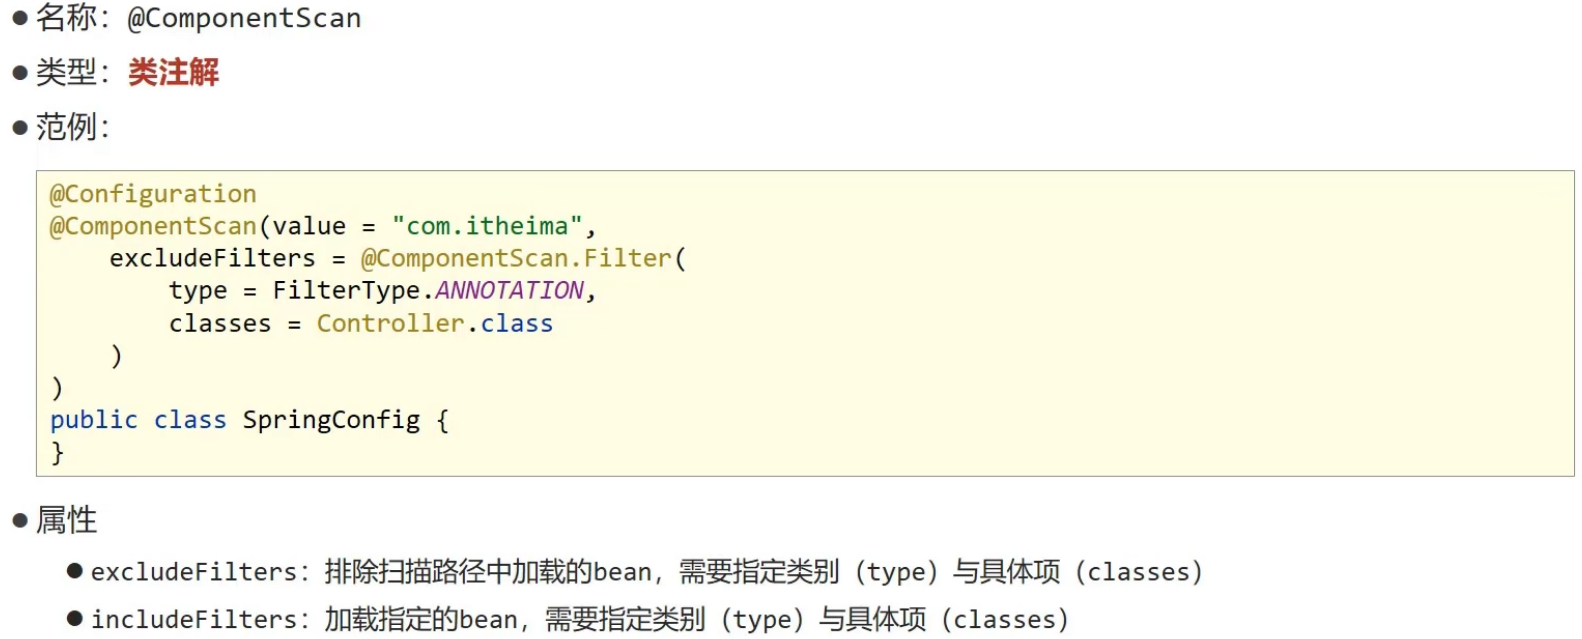 ● 名称：@ComponentScan
● 类型：类注解
● 范例：
@Configuration
@ComponentScan(value = "com.itheima",
    excludeFilters = @ComponentScan.Filter(
        type = FilterType.ANNOTATION,
        classes = Controller.class
    )
)
public class SpringConfig {
}
● 属性
● excludeFilters：排除扫描路径中加载的bean，需要指定类别（type）与具体项（classes）
● includeFilters：加载指定的bean，需要指定类别（type）与具体项（classes）